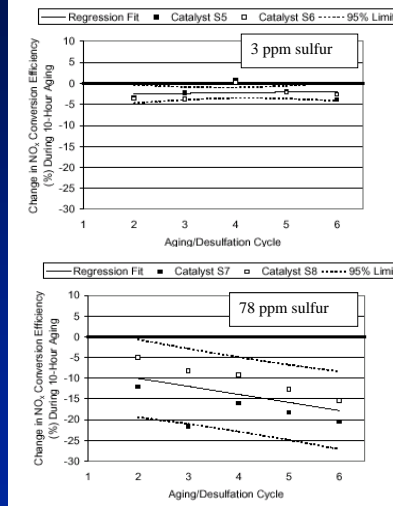 Regression Fit ■ Catalyst S5 □ Catalyst S6 95% Limit
3 ppm sulfur
Change in NOx Conversion Efficiency
(%) During 10-Hour Aging
10
5
0
-5
-10
-15
-20
-25
-30
1 2 3 4 5 6
Aging/Desulfation Cycle
Regression Fit ■ Catalyst S7 □ Catalyst S8 95% Limit
78 ppm sulfur
Change in NOx Conversion Efficiency
(%) During 10-Hour Aging
10
5
0
-5
-10
-15
-20
-25
-30
1 2 3 4 5 6
Aging/Desulfation Cycle